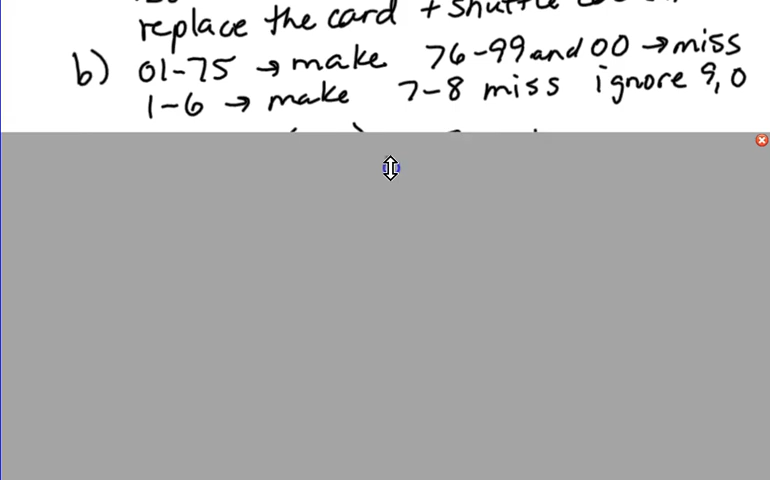 replace the card + shuffle
b) 01-75 → make 76-99 and 00 → miss
1-6 → make 7-8 miss ignore 9,0